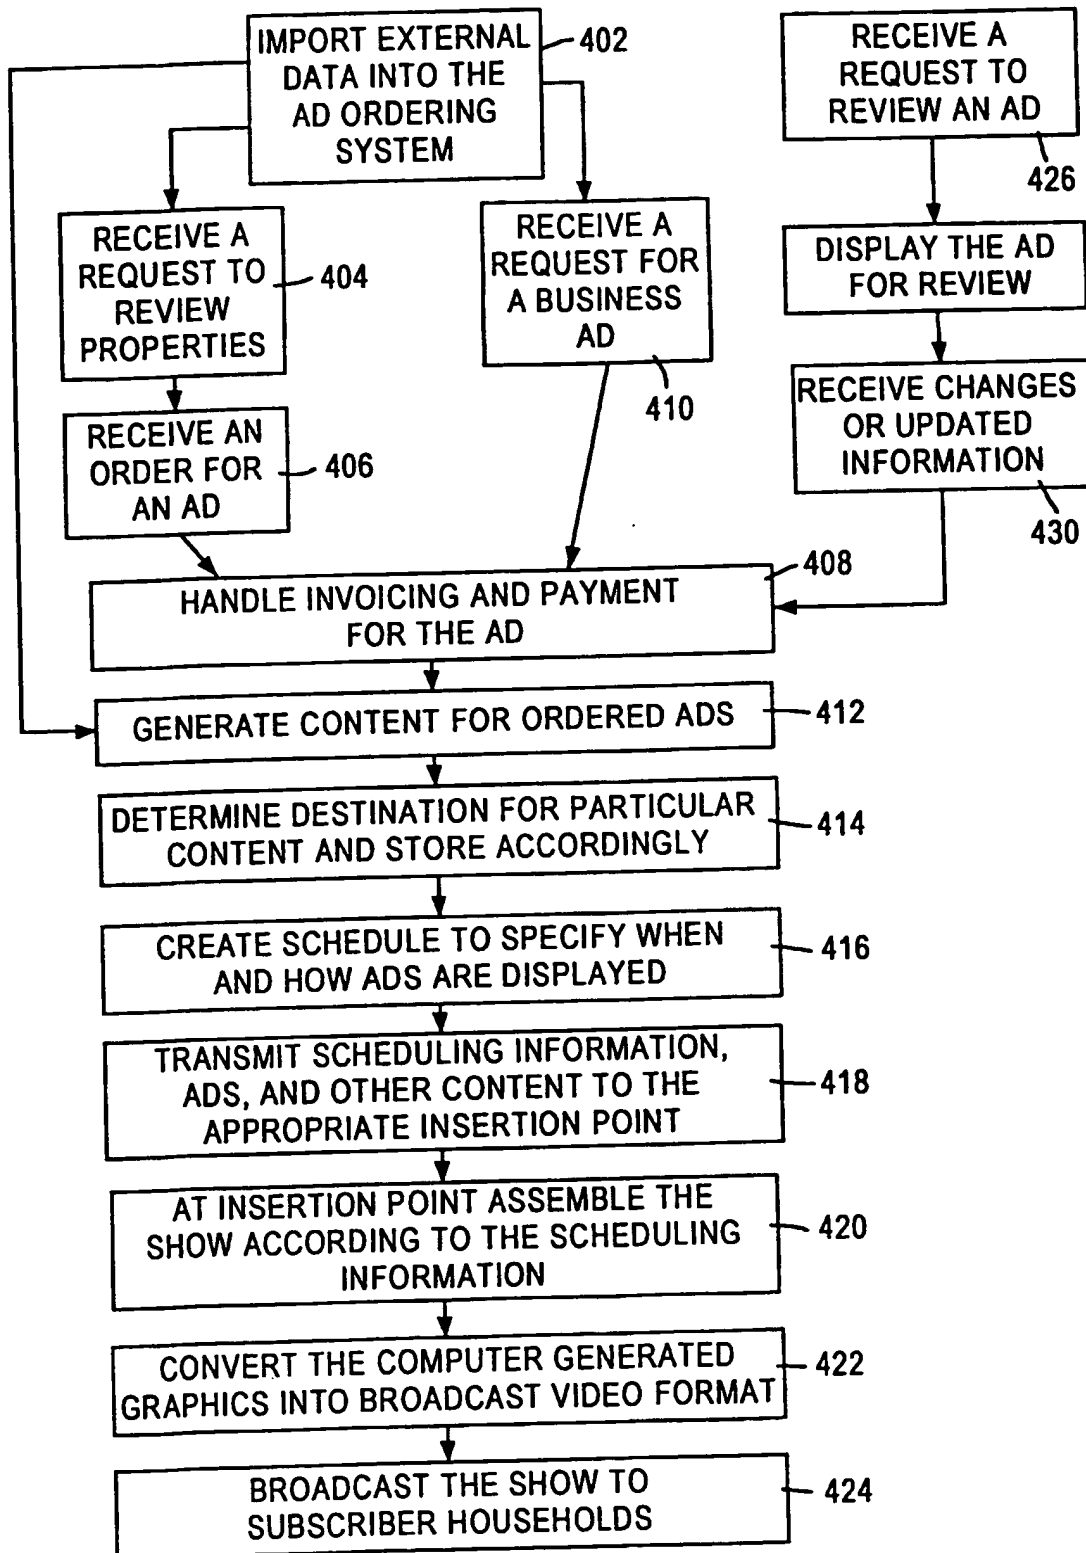 IMPORT EXTERNAL
DATA INTO THE
AD ORDERING
SYSTEM
402
RECEIVE A
REQUEST TO
REVIEW AN AD
426
RECEIVE A
REQUEST TO
REVIEW
PROPERTIES
404
RECEIVE A
REQUEST FOR
A BUSINESS
AD
410
DISPLAY THE AD
FOR REVIEW
RECEIVE AN
ORDER FOR
AN AD
406
RECEIVE CHANGES
OR UPDATED
INFORMATION
430
HANDLE INVOICING AND PAYMENT
FOR THE AD
408
GENERATE CONTENT FOR ORDERED ADS
412
DETERMINE DESTINATION FOR PARTICULAR
CONTENT AND STORE ACCORDINGLY
414
CREATE SCHEDULE TO SPECIFY WHEN
AND HOW ADS ARE DISPLAYED
416
TRANSMIT SCHEDULING INFORMATION,
ADS, AND OTHER CONTENT TO THE
APPROPRIATE INSERTION POINT
418
AT INSERTION POINT ASSEMBLE THE
SHOW ACCORDING TO THE SCHEDULING
INFORMATION
420
CONVERT THE COMPUTER GENERATED
GRAPHICS INTO BROADCAST VIDEO FORMAT
422
BROADCAST THE SHOW TO
SUBSCRIBER HOUSEHOLDS
424